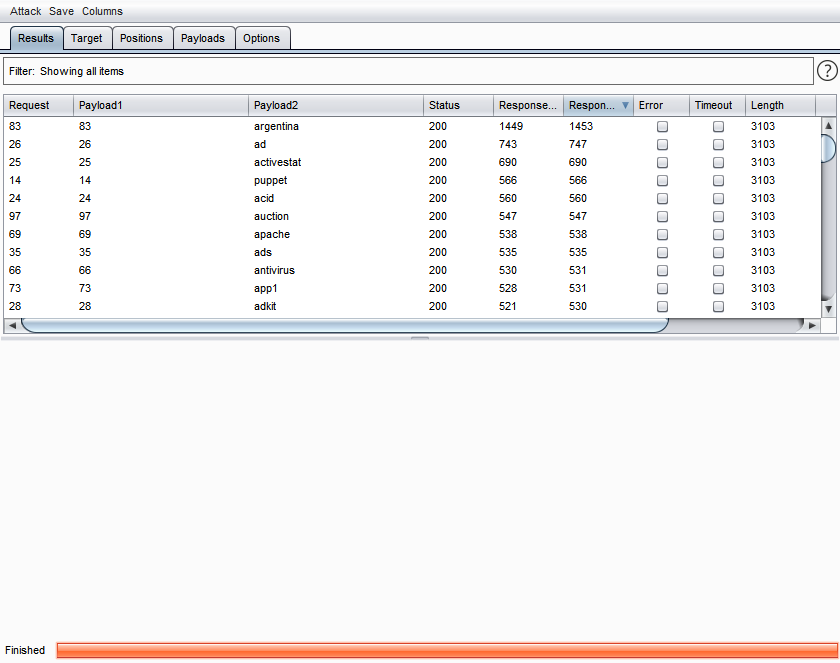 Attack Save Columns
Results Target Positions Payloads Options
Filter: Showing all items ?
Request Payload1 Payload2 Status Response... Respon... Error Timeout Length
83 83 argentina 200 1449 1453 3103
26 26 ad 200 743 747 3103
25 25 activestat 200 690 690 3103
14 14 puppet 200 566 566 3103
24 24 acid 200 560 560 3103
97 97 auction 200 547 547 3103
69 69 apache 200 538 538 3103
35 35 ads 200 535 535 3103
66 66 antivirus 200 530 531 3103
73 73 app1 200 528 531 3103
28 28 adkit 200 521 530 3103
Finished